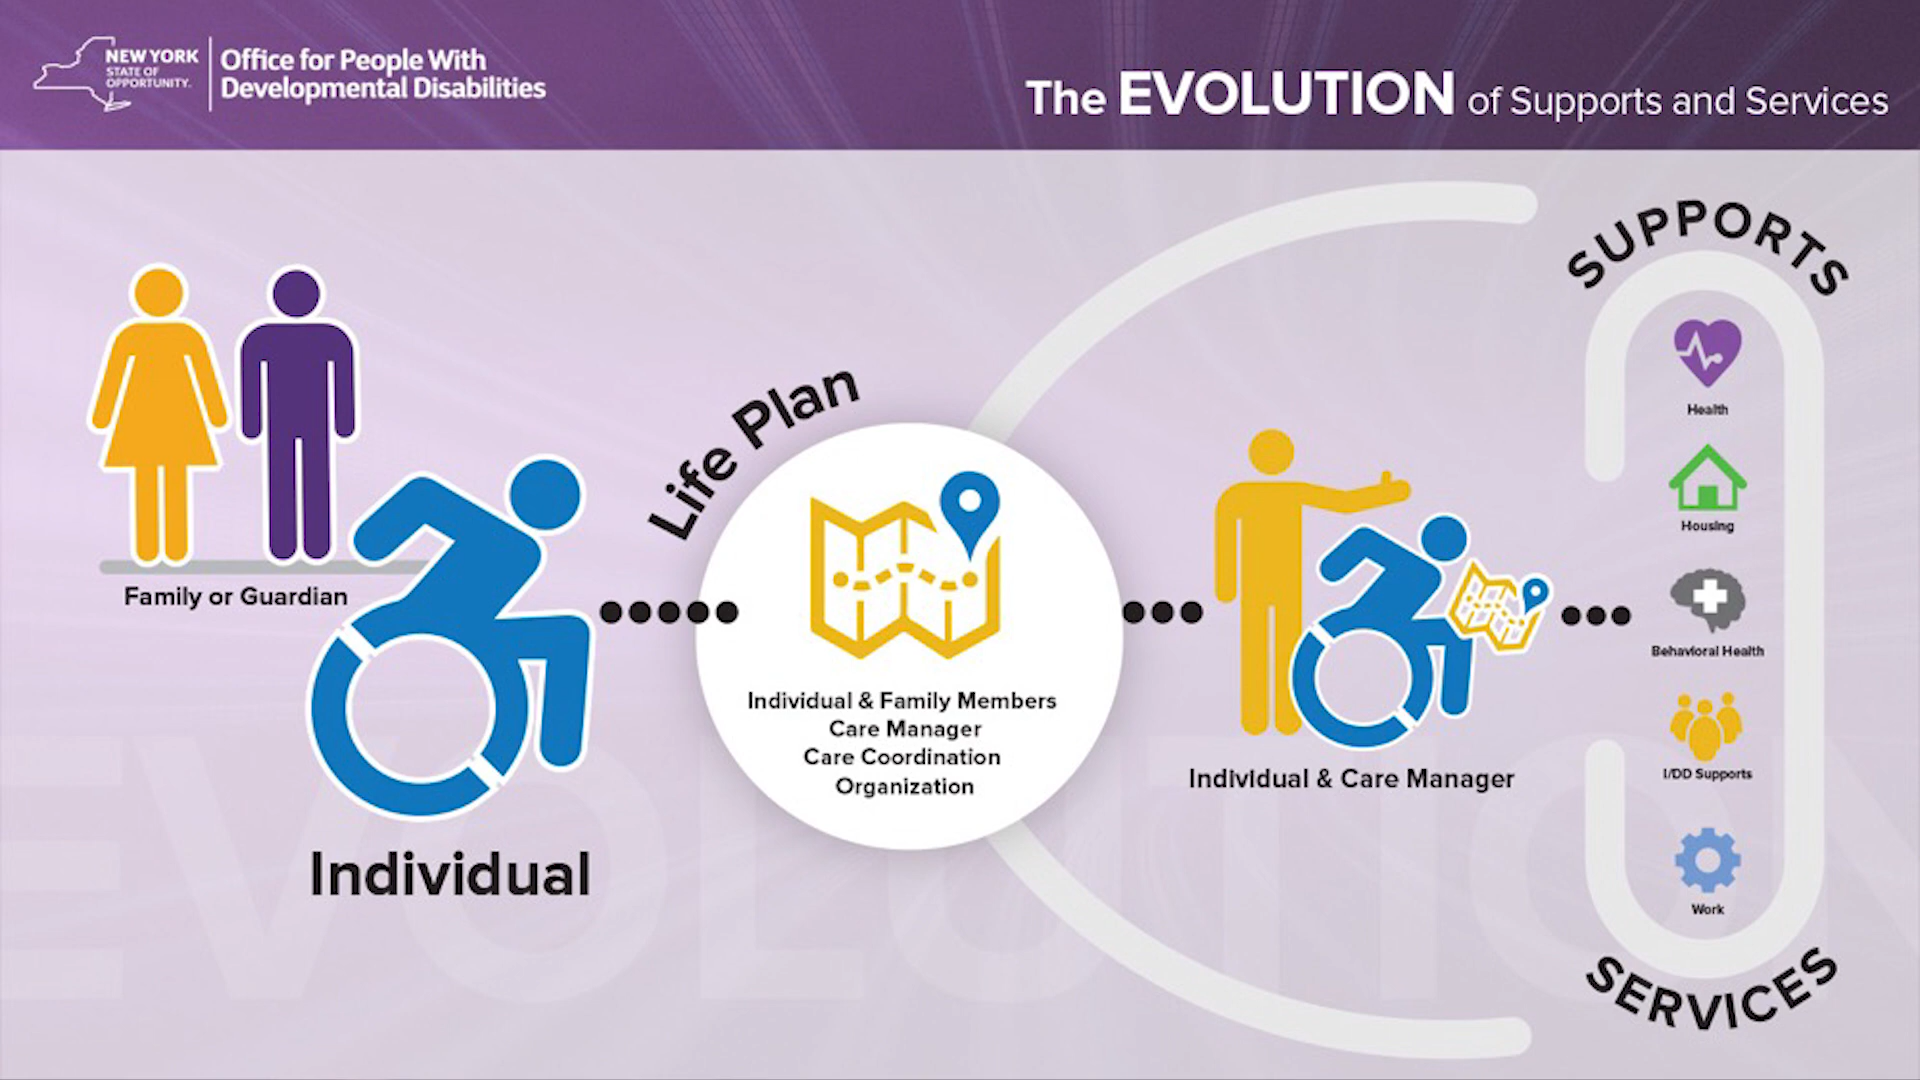 NEW YORK
STATE OF
OPPORTUNITY.
Office for People With
Developmental Disabilities
The EVOLUTION of Supports and Services
Family or Guardian
Individual
Life Plan
Individual & Family Members
Care Manager
Care Coordination
Organization
Individual & Care Manager
SUPPORTS
Health
Housing
Behavioral Health
I/DD Supports
Work
SERVICES
EVOLUTION